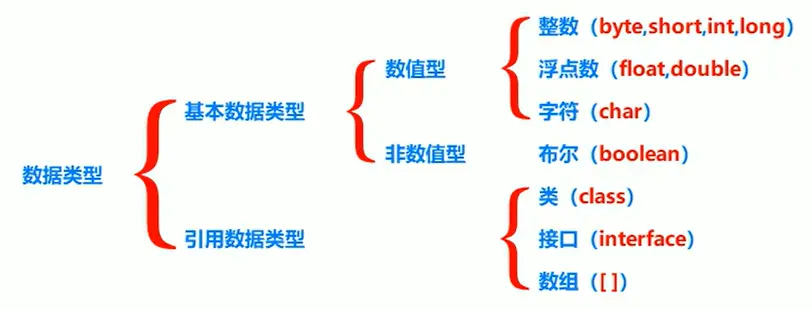 数据类型
基本数据类型
数值型
整数（byte,short,int,long)
浮点数（float,double）
字符（char）
非数值型
布尔（boolean）
引用数据类型
类（class）
接口（interface）
数组（[ ]）